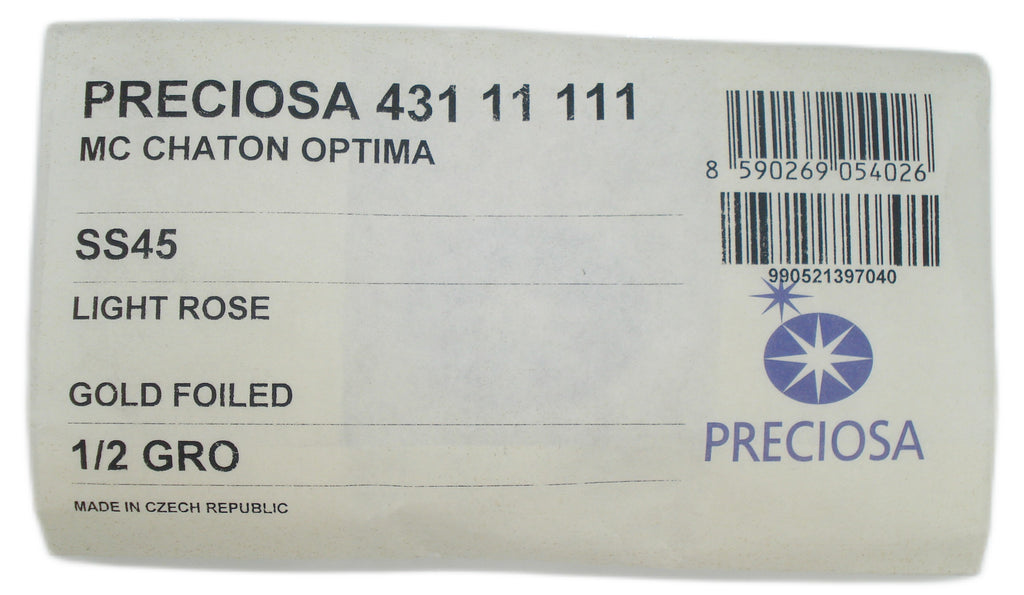 PRECIOSA 431 11 111
MC CHATON OPTIMA
SS45
LIGHT ROSE
GOLD FOILED
1/2 GRO
MADE IN CZECH REPUBLIC
8 590269 054026
990521397040
PRECIOSA